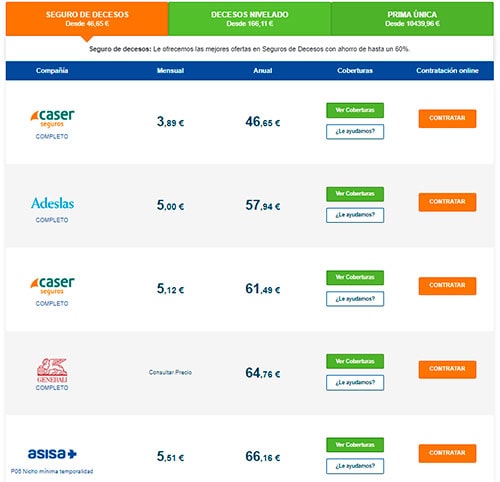 SEGURO DE DECESOS
Desde 46,65 €
DECESOS NIVELADO
Desde 166,11 €
PRIMA ÚNICA
Desde 10439,96 €
Seguro de decesos: Le ofrecemos las mejores ofertas en Seguros de Decesos con ahorro de hasta un 60%.
Compañía Mensual Anual Coberturas Contratación online
caser
seguros
COMPLETO
3,89 €
46,65 €
Ver Coberturas
¿Le ayudamos?
CONTRATAR
Adeslas
COMPLETO
5,00 €
57,94 €
Ver Coberturas
¿Le ayudamos?
CONTRATAR
caser
seguros
COMPLETO
5,12 €
61,49 €
Ver Coberturas
¿Le ayudamos?
CONTRATAR
GENERALI
COMPLETO
Consultar Precio
64,76 €
Ver Coberturas
¿Le ayudamos?
CONTRATAR
asisa+
P06 Nicho mínima temporalidad
5,51 €
66,16 €
Ver Coberturas
¿Le ayudamos?
CONTRATAR